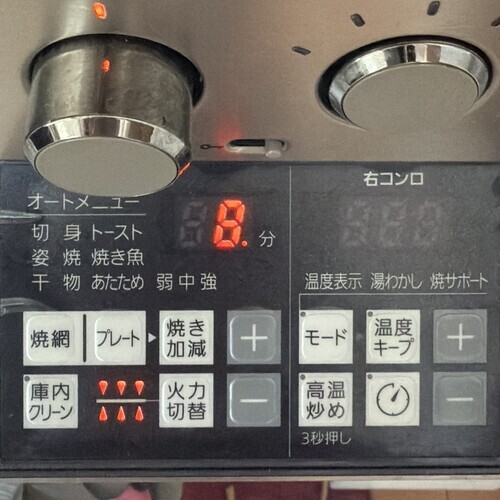 右コンロ
オートメニュー
切 身 トースト
姿 焼 焼き魚
干 物 あたため 弱 中 強
8. 分
温度表示 湯わかし 焼サポート
焼網
プレート
焼き
加減
+
モード
温度
キープ
+
庫内
クリーン
火力
切替
−
高温
炒め
−
3秒押し